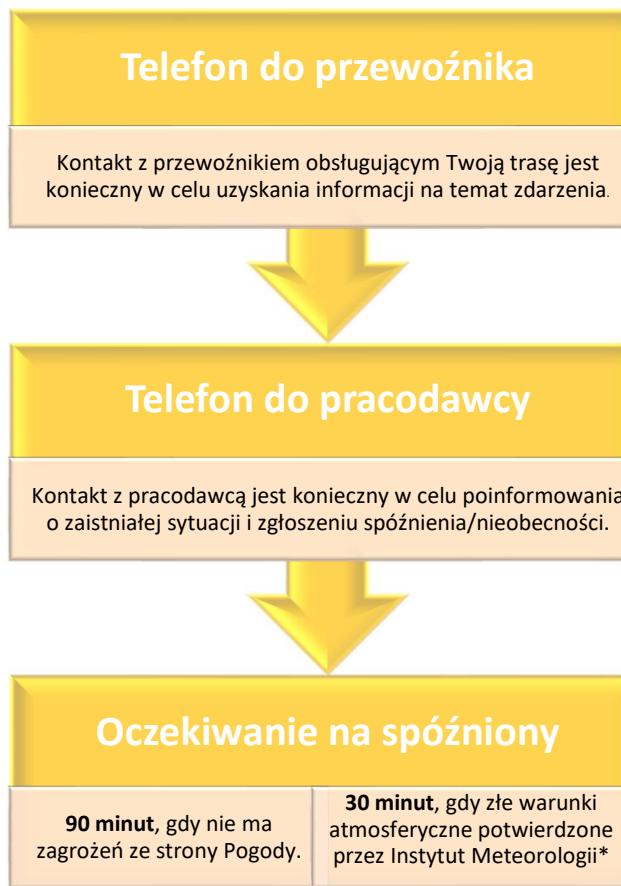 Telefon do przewoźnika
Kontakt z przewoźnikiem obsługującym Twoją trasę jest
konieczny w celu uzyskania informacji na temat zdarzenia.
Telefon do pracodawcy
Kontakt z pracodawcą jest konieczny w celu poinformowania
o zaistniałej sytuacji i zgłoszeniu spóźnienia/nieobecności.
Oczekiwanie na spóźniony
90 minut, gdy nie ma
zagrożeń ze strony Pogody.
30 minut, gdy złe warunki
atmosferyczne potwierdzone
przez Instytut Meteorologii*